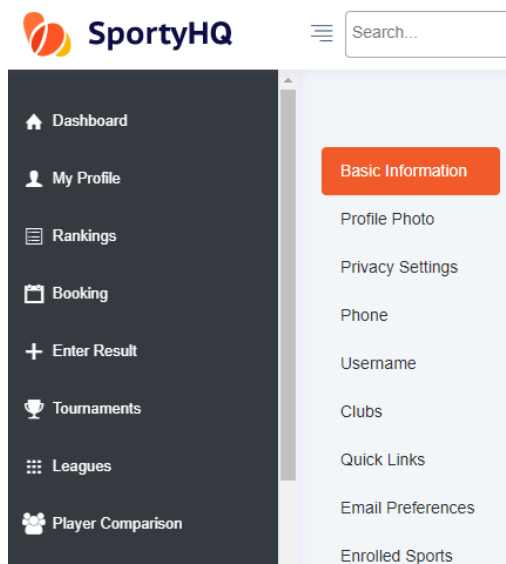 SportyHQ
Search...
Dashboard
My Profile
Rankings
Booking
Enter Result
Tournaments
Leagues
Player Comparison
Basic Information
Profile Photo
Privacy Settings
Phone
Username
Clubs
Quick Links
Email Preferences
Enrolled Sports